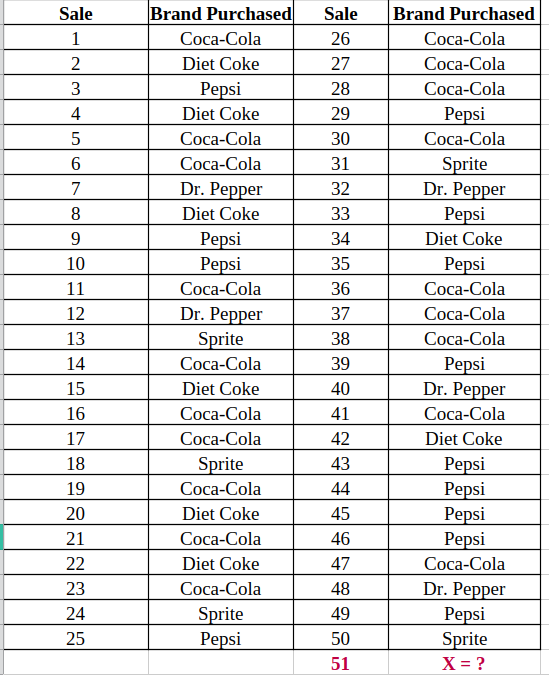 Sale Brand Purchased Sale Brand Purchased
1 Coca-Cola 26 Coca-Cola
2 Diet Coke 27 Coca-Cola
3 Pepsi 28 Coca-Cola
4 Diet Coke 29 Pepsi
5 Coca-Cola 30 Coca-Cola
6 Coca-Cola 31 Sprite
7 Dr. Pepper 32 Dr. Pepper
8 Diet Coke 33 Pepsi
9 Pepsi 34 Diet Coke
10 Pepsi 35 Pepsi
11 Coca-Cola 36 Coca-Cola
12 Dr. Pepper 37 Coca-Cola
13 Sprite 38 Coca-Cola
14 Coca-Cola 39 Pepsi
15 Diet Coke 40 Dr. Pepper
16 Coca-Cola 41 Coca-Cola
17 Coca-Cola 42 Diet Coke
18 Sprite 43 Pepsi
19 Coca-Cola 44 Pepsi
20 Diet Coke 45 Pepsi
21 Coca-Cola 46 Pepsi
22 Diet Coke 47 Coca-Cola
23 Coca-Cola 48 Dr. Pepper
24 Sprite 49 Pepsi
25 Pepsi 50 Sprite
51 X = ?